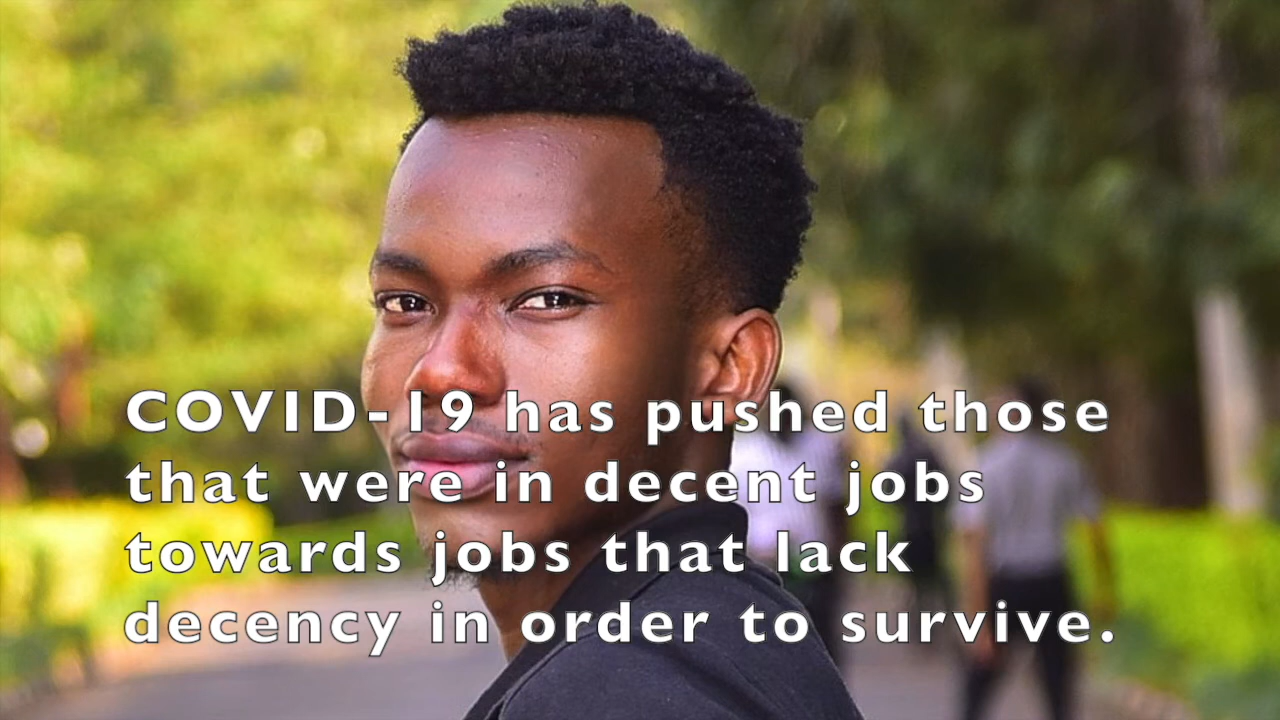 COVID-19 has pushed those
that were in decent jobs
towards jobs that lack
decency in order to survive.